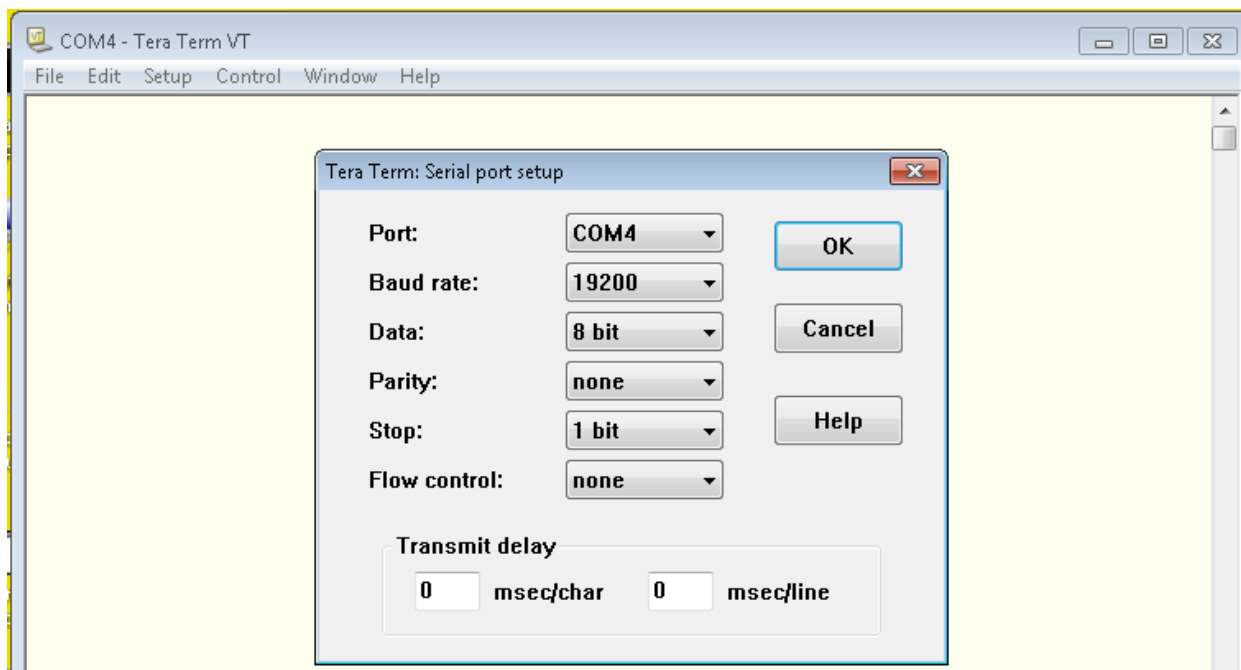 COM4 - Tera Term VT
File Edit Setup Control Window Help
Tera Term: Serial port setup
Port: COM4
OK
Baud rate: 19200
Data: 8 bit
Cancel
Parity: none
Stop: 1 bit
Help
Flow control: none
Transmit delay
0 msec/char 0 msec/line